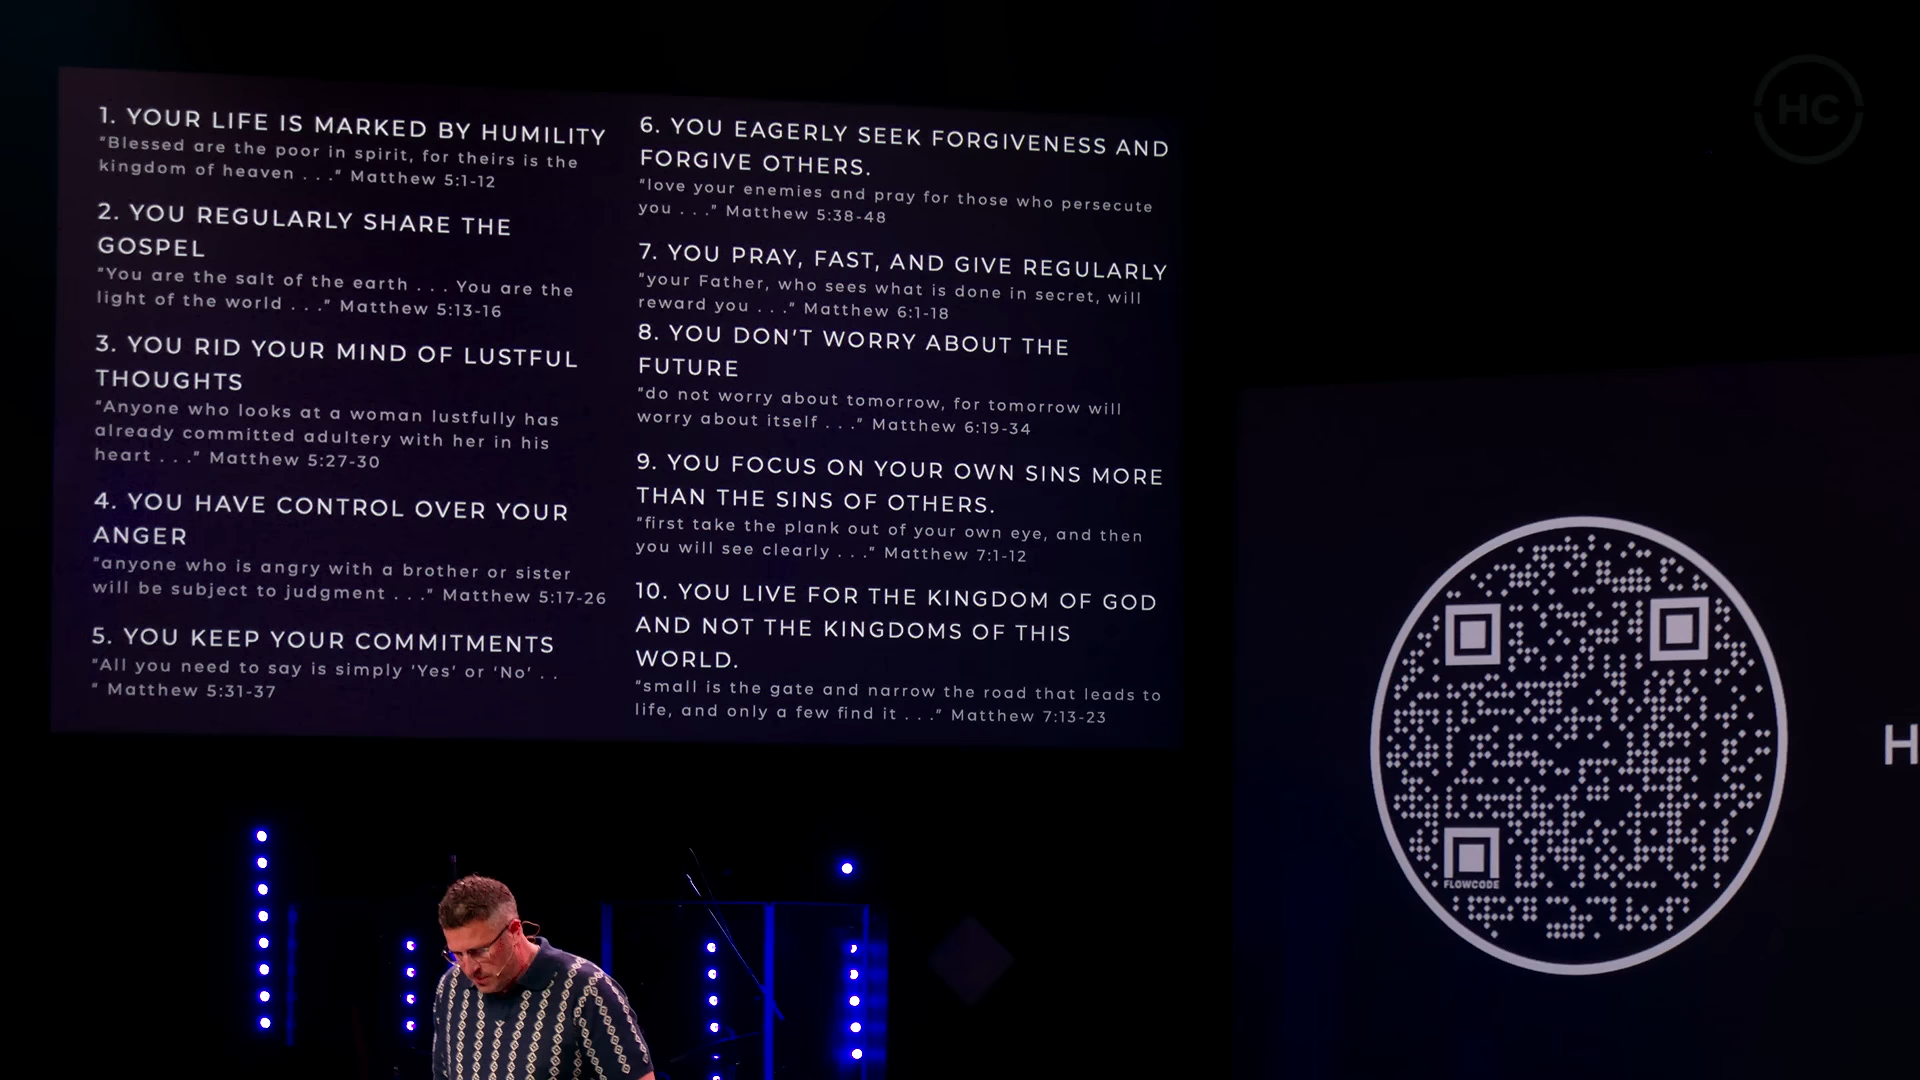 1. YOUR LIFE IS MARKED BY HUMILITY
"Blessed are the poor in spirit, for theirs is the
kingdom of heaven . . ." Matthew 5:1-12
2. YOU REGULARLY SHARE THE
GOSPEL
"You are the salt of the earth . . . You are the
light of the world . . ." Matthew 5:13-16
3. YOU RID YOUR MIND OF LUSTFUL
THOUGHTS
"Anyone who looks at a woman lustfully has
already committed adultery with her in his
heart . . ." Matthew 5:27-30
4. YOU HAVE CONTROL OVER YOUR
ANGER
"anyone who is angry with a brother or sister
will be subject to judgment . . ." Matthew 5:17-26
5. YOU KEEP YOUR COMMITMENTS
"All you need to say is simply 'Yes' or 'No' . .
" Matthew 5:31-37
6. YOU EAGERLY SEEK FORGIVENESS AND
FORGIVE OTHERS.
"love your enemies and pray for those who persecute
you . . ." Matthew 5:38-48
7. YOU PRAY, FAST, AND GIVE REGULARLY
"your Father, who sees what is done in secret, will
reward you . . ." Matthew 6:1-18
8. YOU DON'T WORRY ABOUT THE
FUTURE
"do not worry about tomorrow, for tomorrow will
worry about itself . . ." Matthew 6:19-34
9. YOU FOCUS ON YOUR OWN SINS MORE
THAN THE SINS OF OTHERS.
"first take the plank out of your own eye, and then
you will see clearly . . ." Matthew 7:1-12
10. YOU LIVE FOR THE KINGDOM OF GOD
AND NOT THE KINGDOMS OF THIS
WORLD.
"small is the gate and narrow the road that leads to
life, and only a few find it . . ." Matthew 7:13-23
HC
FLOWCODE
H